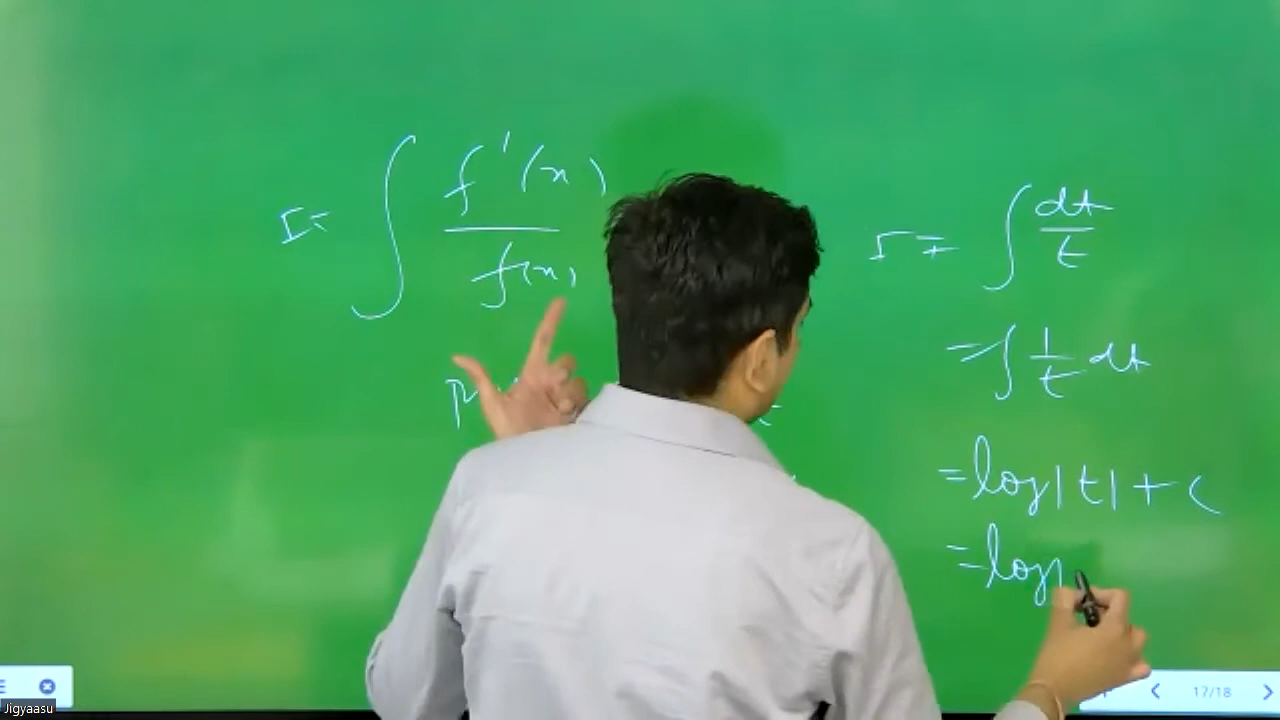 I = ∫ f'(x) / f(x)
I = ∫ dt / t
= ∫ 1/t dt
= log|t| + c
= log|
17/18
Jigyaasu